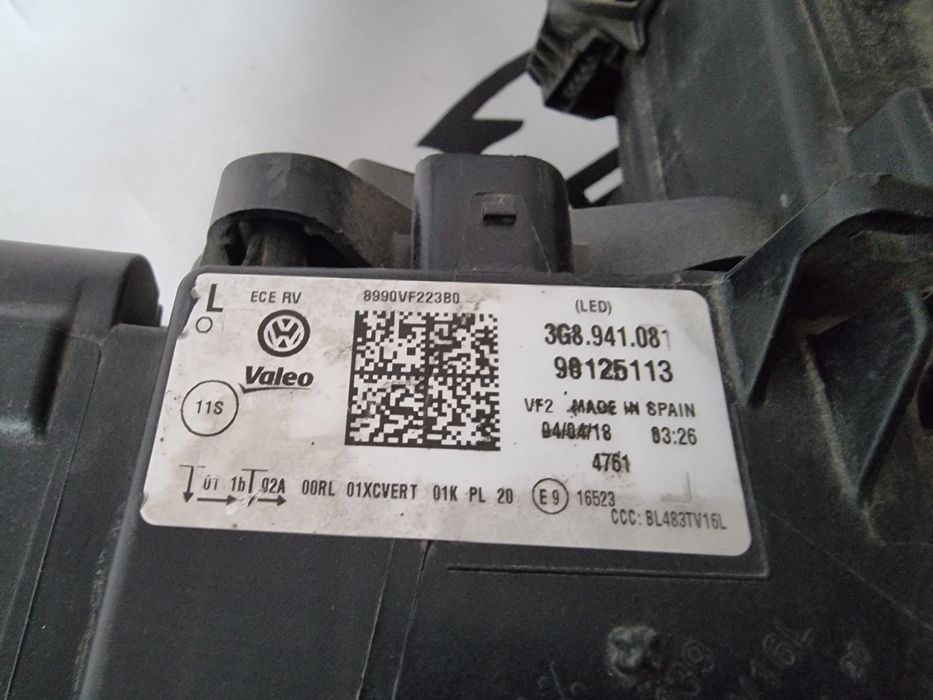 L ECE RV 8990VF223B0 (LED)
3G8.941.081
Valeo 90125113
11S VF2 MADE IN SPAIN
04/04/18 03:26
4761
01 1b 02A 00RL 01XCVERT 01K PL 20 E9 16523
CCC: BL483TV16L